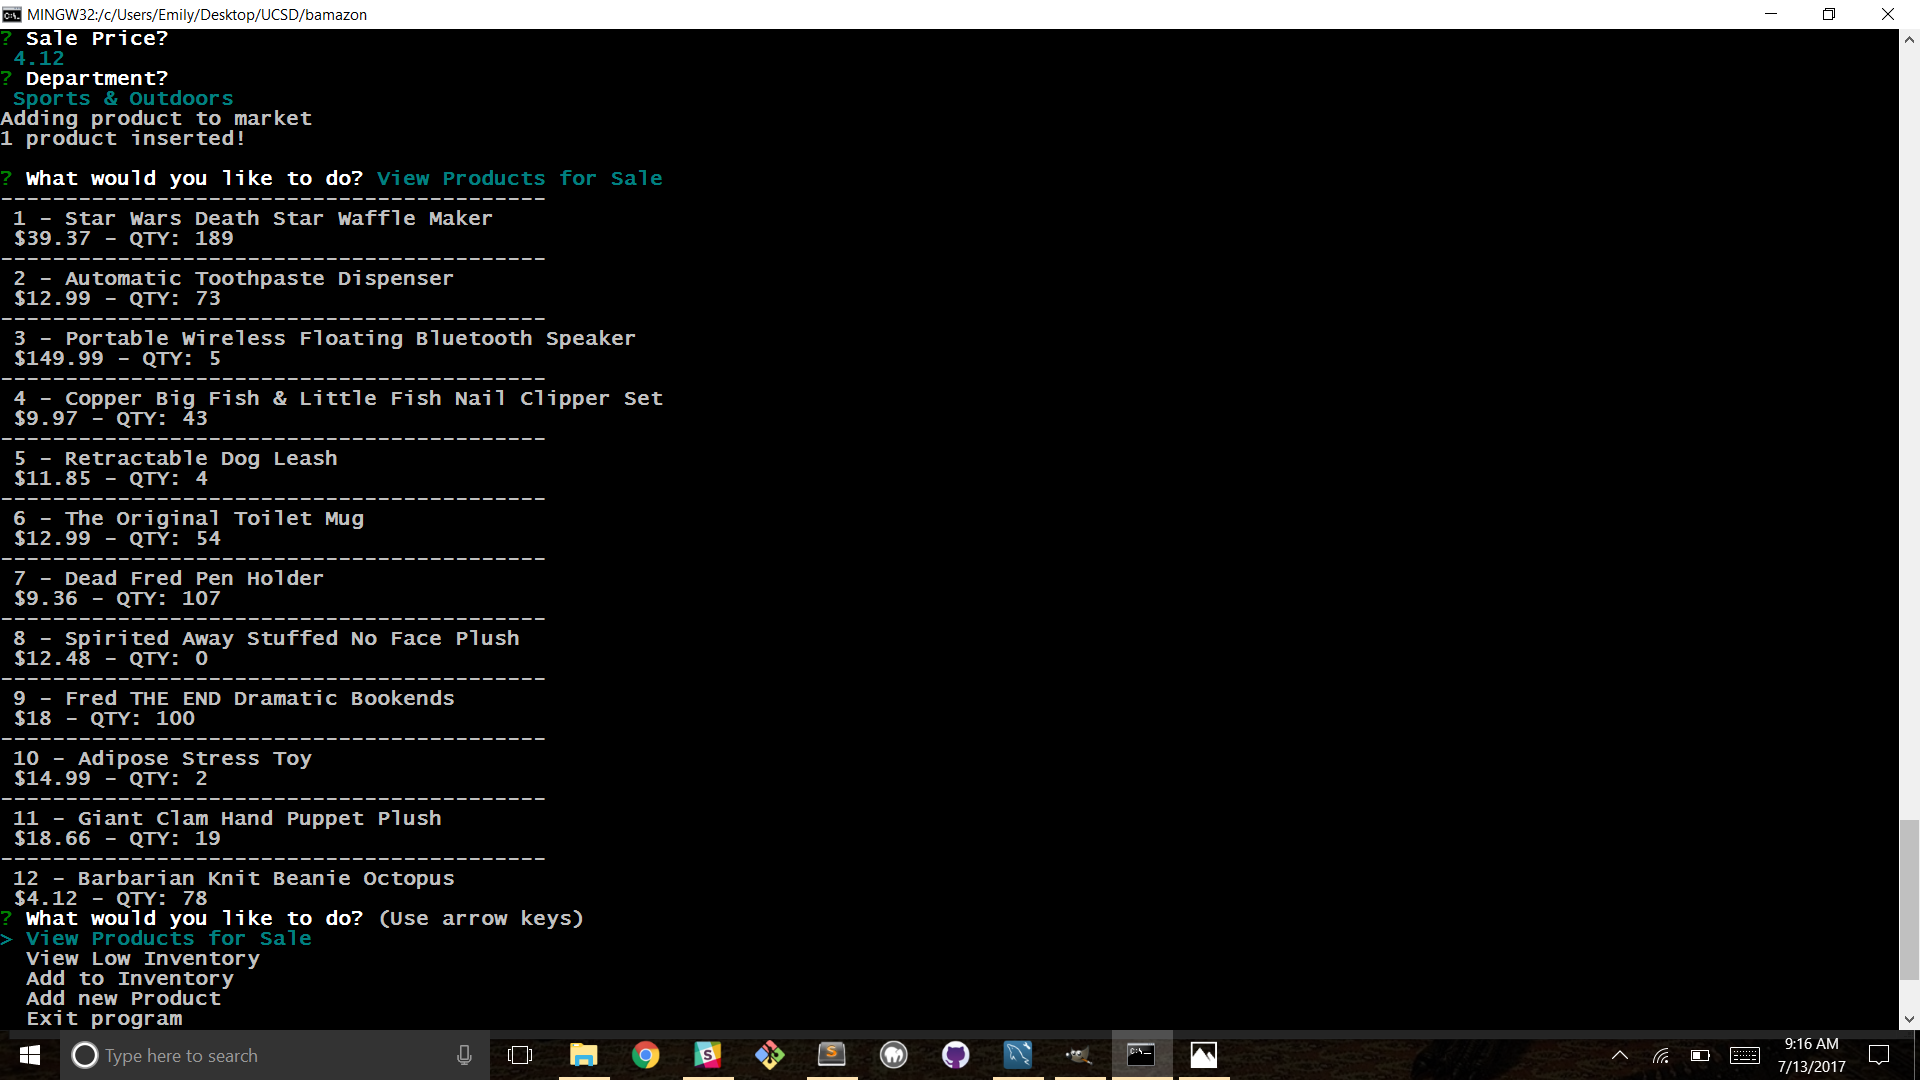 MINGW32:/c/Users/Emily/Desktop/UCSD/bamazon
? Sale Price?
4.12
? Department?
Sports & Outdoors
Adding product to market
1 product inserted!
? What would you like to do? View Products for Sale
------------------------------------------
1 - Star Wars Death Star Waffle Maker
$39.37 - QTY: 189
------------------------------------------
2 - Automatic Toothpaste Dispenser
$12.99 - QTY: 73
------------------------------------------
3 - Portable Wireless Floating Bluetooth Speaker
$149.99 - QTY: 5
------------------------------------------
4 - Copper Big Fish & Little Fish Nail Clipper Set
$9.97 - QTY: 43
------------------------------------------
5 - Retractable Dog Leash
$11.85 - QTY: 4
------------------------------------------
6 - The Original Toilet Mug
$12.99 - QTY: 54
------------------------------------------
7 - Dead Fred Pen Holder
$9.36 - QTY: 107
------------------------------------------
8 - Spirited Away Stuffed No Face Plush
$12.48 - QTY: 0
------------------------------------------
9 - Fred THE END Dramatic Bookends
$18 - QTY: 100
------------------------------------------
10 - Adipose Stress Toy
$14.99 - QTY: 2
------------------------------------------
11 - Giant Clam Hand Puppet Plush
$18.66 - QTY: 19
------------------------------------------
12 - Barbarian Knit Beanie Octopus
$4.12 - QTY: 78
? What would you like to do? (Use arrow keys)
> View Products for Sale
View Low Inventory
Add to Inventory
Add new Product
Exit program
Type here to search
9:16 AM
7/13/2017